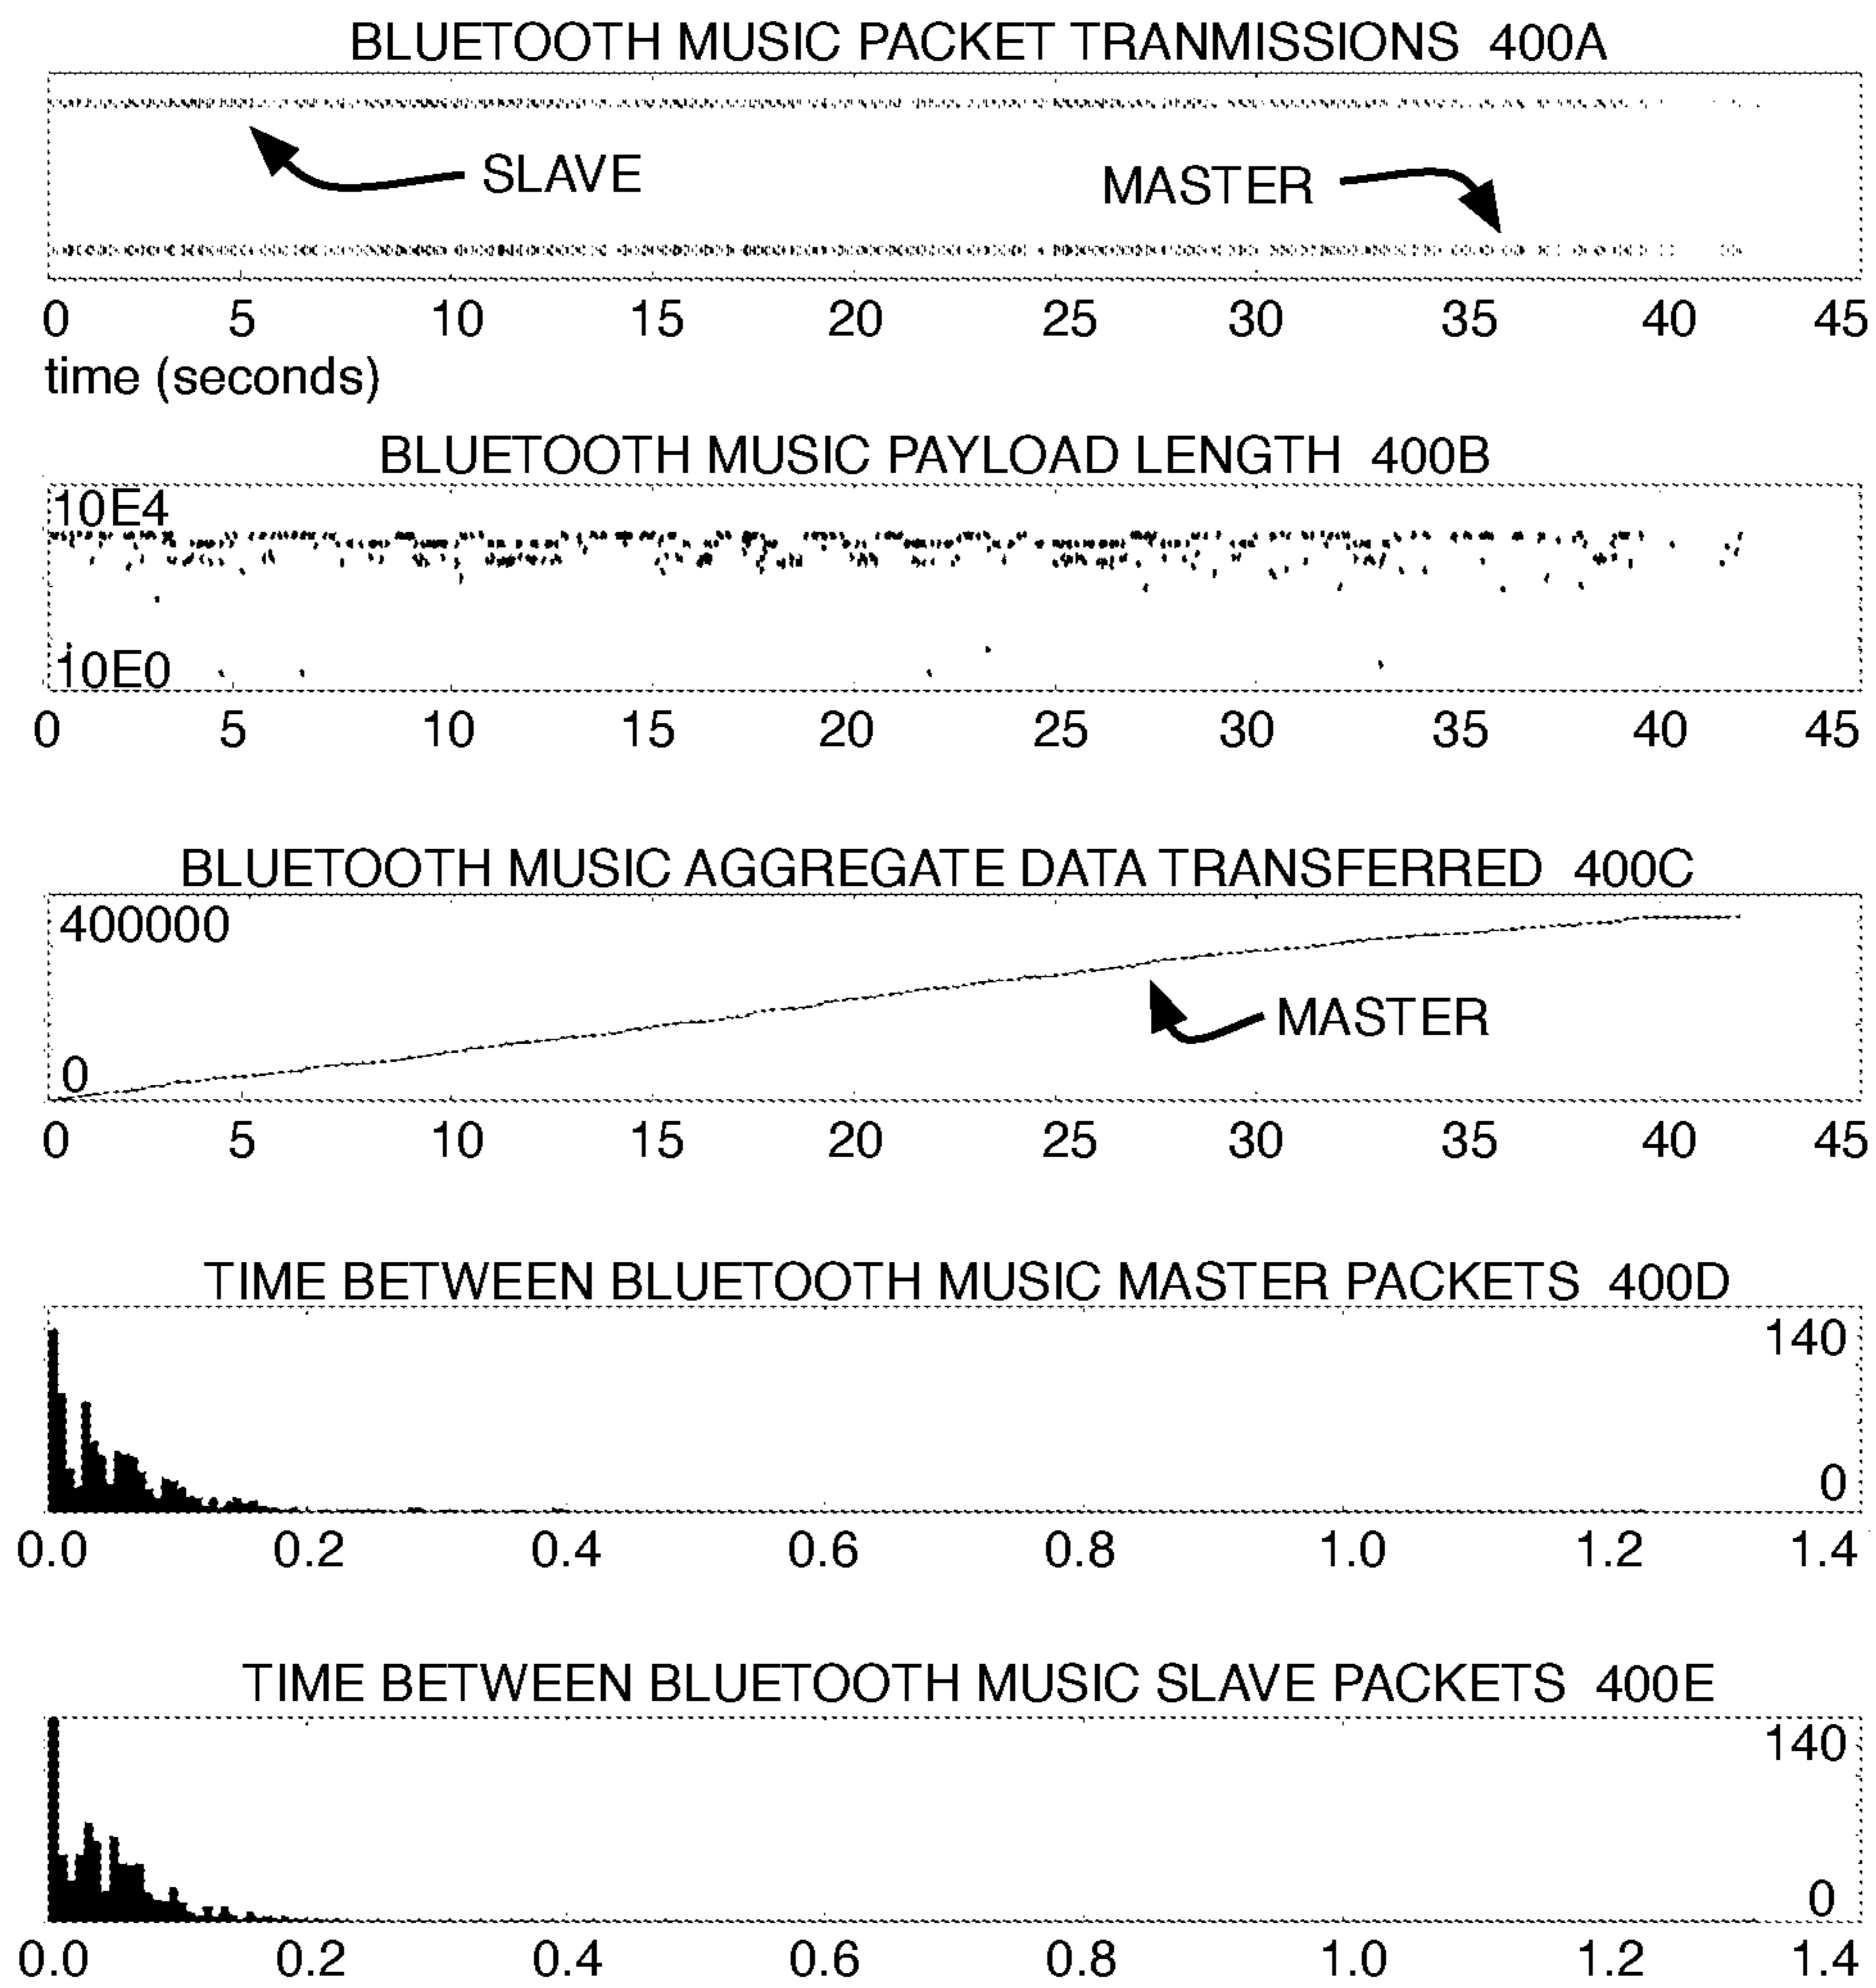 BLUETOOTH MUSIC PACKET TRANMISSIONS 400A
SLAVE
MASTER
0 5 10 15 20 25 30 35 40 45
time (seconds)
BLUETOOTH MUSIC PAYLOAD LENGTH 400B
10E4
10E0
0 5 10 15 20 25 30 35 40 45
BLUETOOTH MUSIC AGGREGATE DATA TRANSFERRED 400C
400000
MASTER
0
0 5 10 15 20 25 30 35 40 45
TIME BETWEEN BLUETOOTH MUSIC MASTER PACKETS 400D
140
0
0.0 0.2 0.4 0.6 0.8 1.0 1.2 1.4
TIME BETWEEN BLUETOOTH MUSIC SLAVE PACKETS 400E
140
0
0.0 0.2 0.4 0.6 0.8 1.0 1.2 1.4